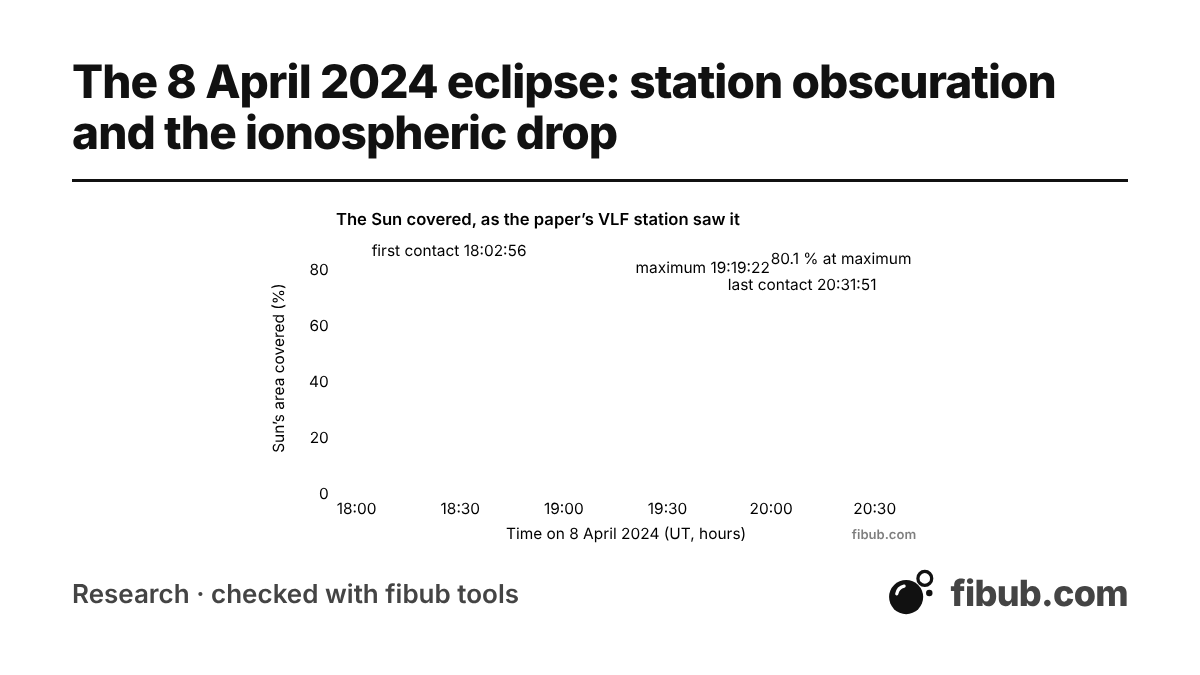 The 8 April 2024 eclipse: station obscuration
and the ionospheric drop
The Sun covered, as the paper’s VLF station saw it
first contact 18:02:56
80.1 % at maximum
maximum 19:19:22
last contact 20:31:51
Sun’s area covered (%)
80
60
40
20
0
18:00 18:30 19:00 19:30 20:00 20:30
Time on 8 April 2024 (UT, hours)
fibub.com
Research · checked with fibub tools
fibub.com